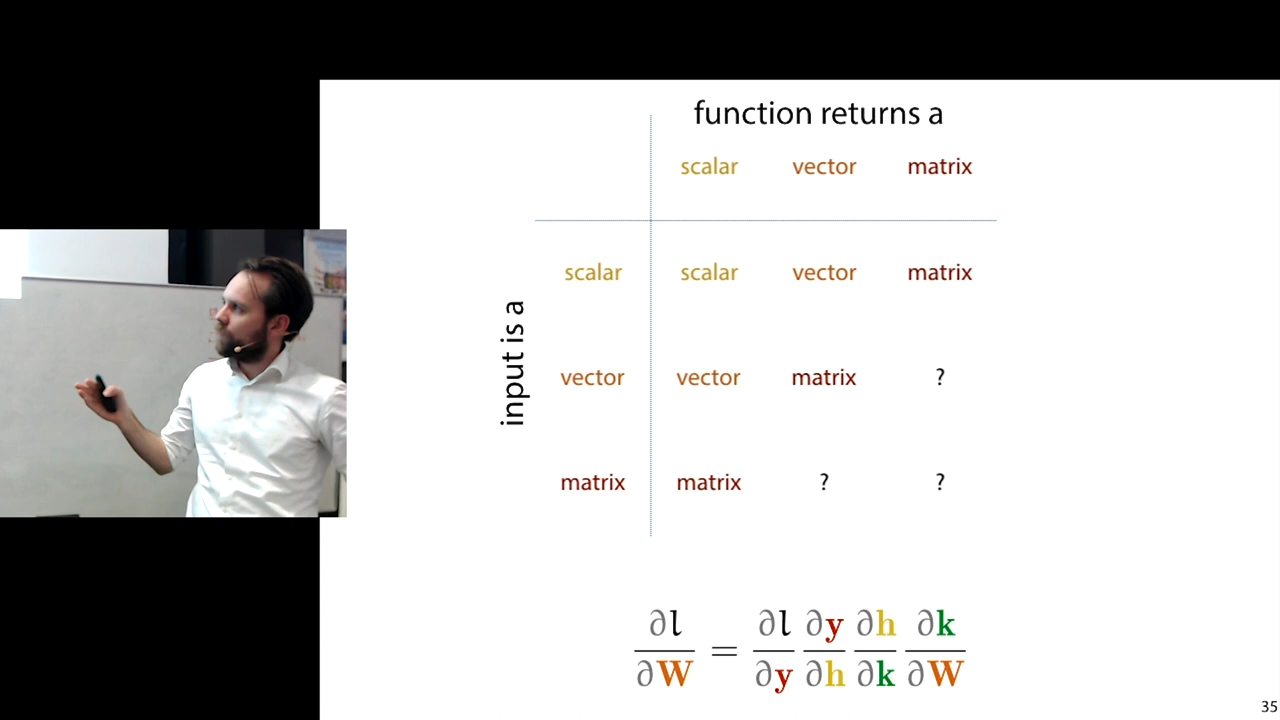 function returns a
scalar vector matrix
input is a
scalar scalar vector matrix
vector vector matrix ?
matrix matrix ? ?
∂l/∂W = ∂l/∂y ∂y/∂h ∂h/∂k ∂k/∂W
35